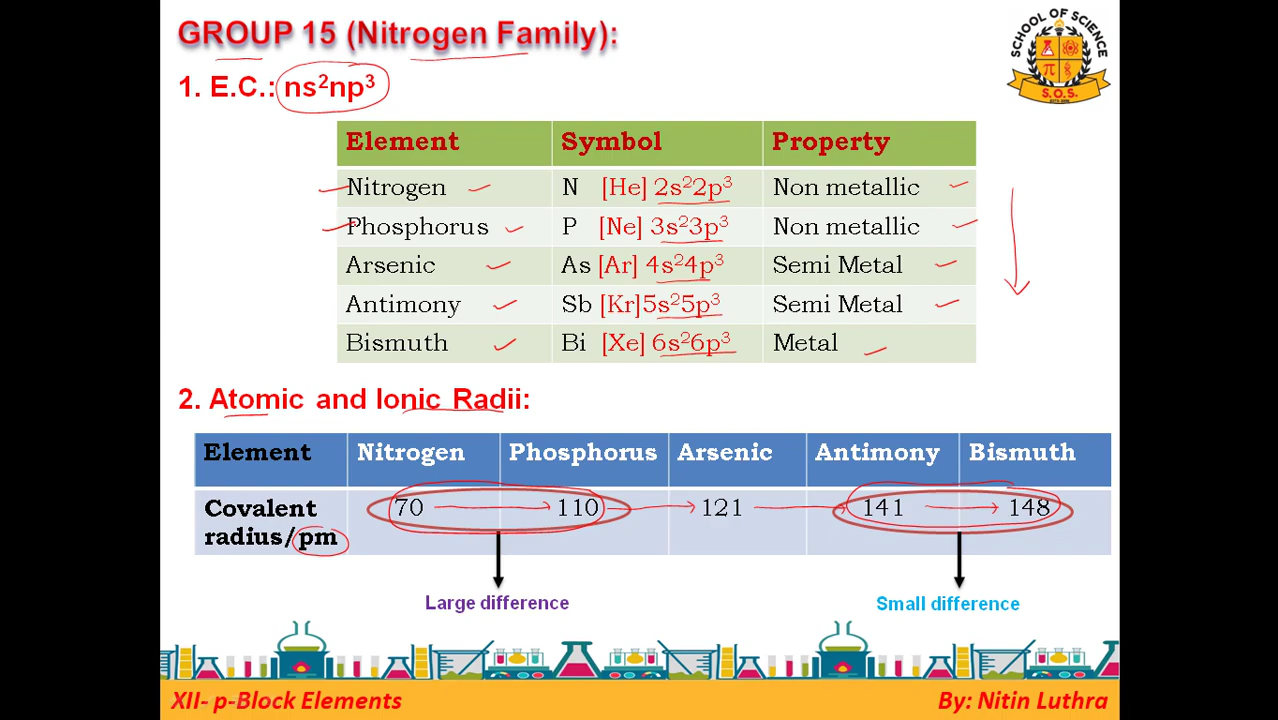 GROUP 15 (Nitrogen Family):
SCHOOL OF SCIENCE
π
S.O.S.
1. E.C.: ns²np³
Element Symbol Property
Nitrogen N [He] 2s²2p³ Non metallic
Phosphorus P [Ne] 3s²3p³ Non metallic
Arsenic As [Ar] 4s²4p³ Semi Metal
Antimony Sb [Kr]5s²5p³ Semi Metal
Bismuth Bi [Xe] 6s²6p³ Metal
2. Atomic and Ionic Radii:
Element Nitrogen Phosphorus Arsenic Antimony Bismuth
Covalent radius/pm 70 110 121 141 148
Large difference Small difference
XII- p-Block Elements By: Nitin Luthra